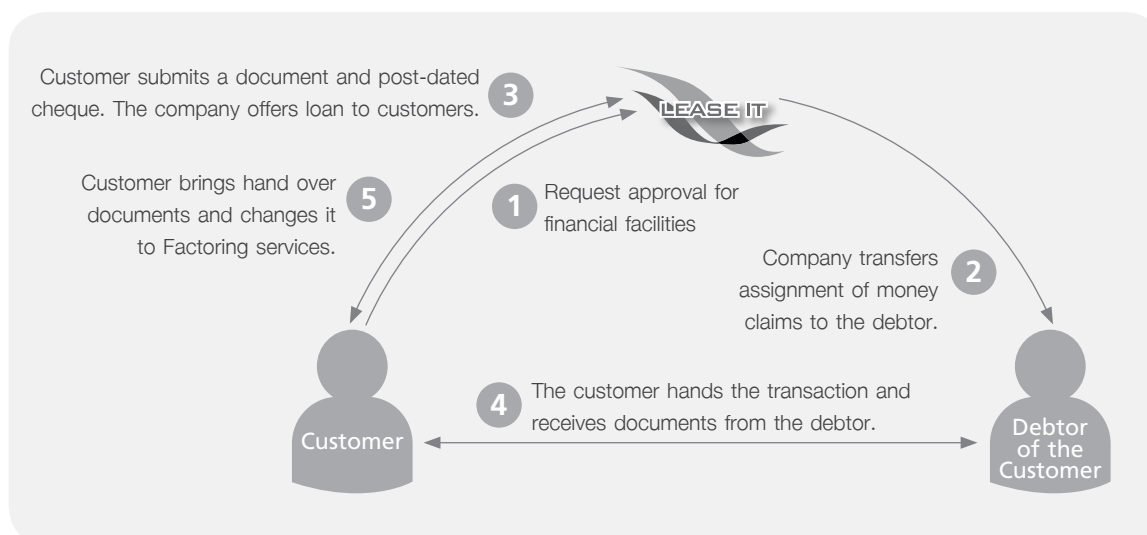 Customer submits a document and post-dated
cheque. The company offers loan to customers.
3
LEASE IT
Customer brings hand over
documents and changes it
to Factoring services.
5
1
Request approval for
financial facilities
Company transfers
assignment of money
claims to the debtor.
2
4
The customer hands the transaction and
receives documents from the debtor.
Customer
Debtor
of the
Customer